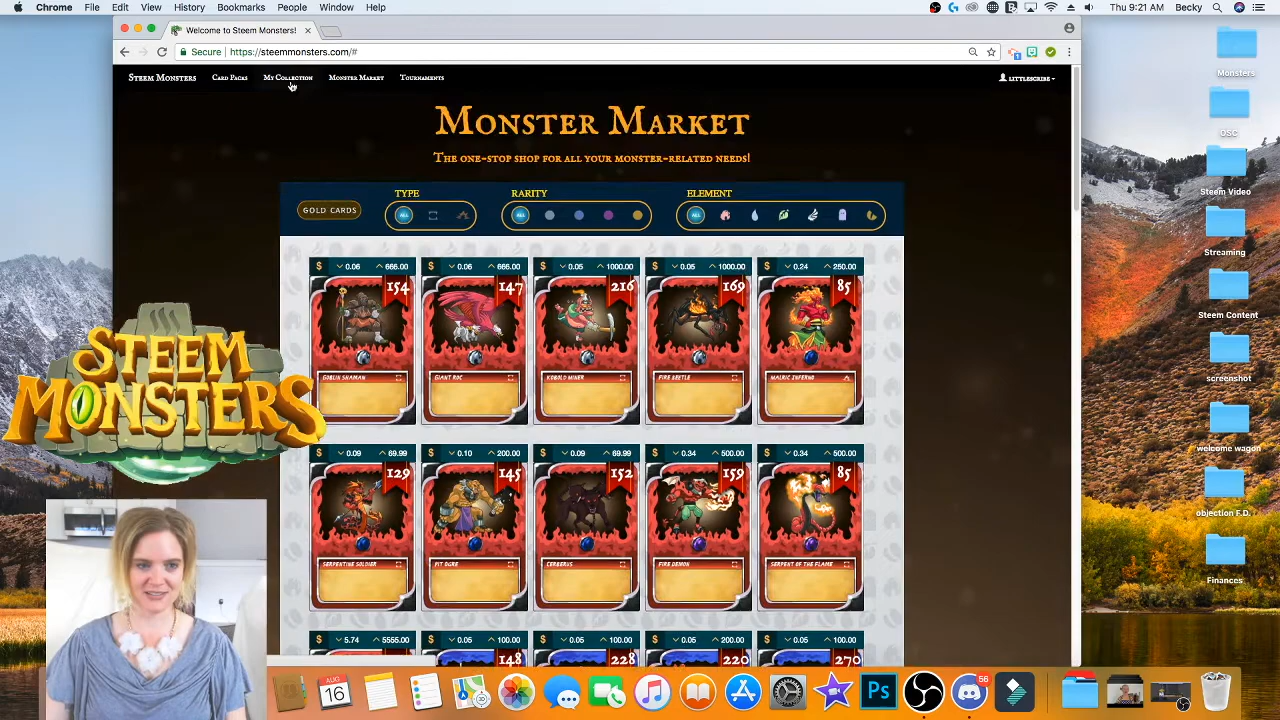 Chrome File Edit View History Bookmarks People Window Help
Thu 9:21 AM Becky
Welcome to Steem Monsters!
Secure https://steemmonsters.com/#
Steem Monsters Card Packs My Collection Monster Market Tournaments
littlescribe
Monster Market
The one-stop shop for all your monster-related needs!
GOLD CARDS
TYPE
ALL
RARITY
ALL
ELEMENT
ALL
$ 0.06 666.00 $ 0.06 666.00 $ 0.05 1000.00 $ 0.05 1000.00 $ 0.24 250.00
154 147 216 169 85
GOBLIN SHAMAN GIANT ROC KOBOLD MINER FIRE BEETLE MALRIC INFERNO
$ 0.09 69.99 $ 0.10 200.00 $ 0.09 69.99 $ 0.34 500.00 $ 0.34 500.00
129 145 152 159 85
SERPENTINE SOLDIER PIT OGRE CERBERUS FIRE DEMON SERPENT OF THE FLAME
$ 5.74 5555.00 $ 0.05 100.00 $ 0.05 100.00 $ 0.05 200.00 $ 0.05 100.00
148 228 220 270
STEEM
MONSTERS
Monsters
OSC
Steem Video
Streaming
Steem Content
screenshot
welcome wagon
objection F.D.
Finances
AUG
16
Ps
56